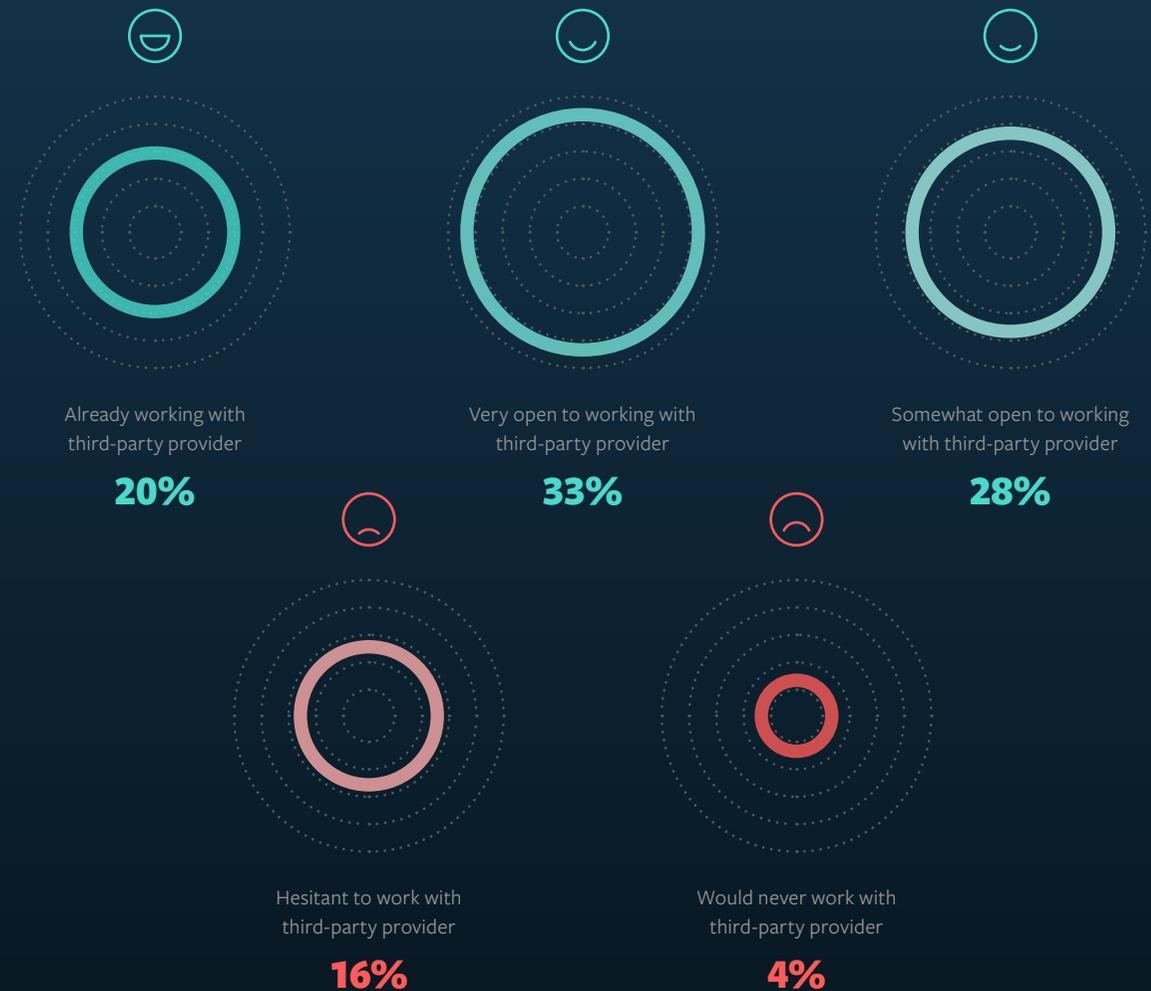 Already working with
third-party provider
20%
Very open to working with
third-party provider
33%
Somewhat open to working
with third-party provider
28%
Hesitant to work with
third-party provider
16%
Would never work with
third-party provider
4%